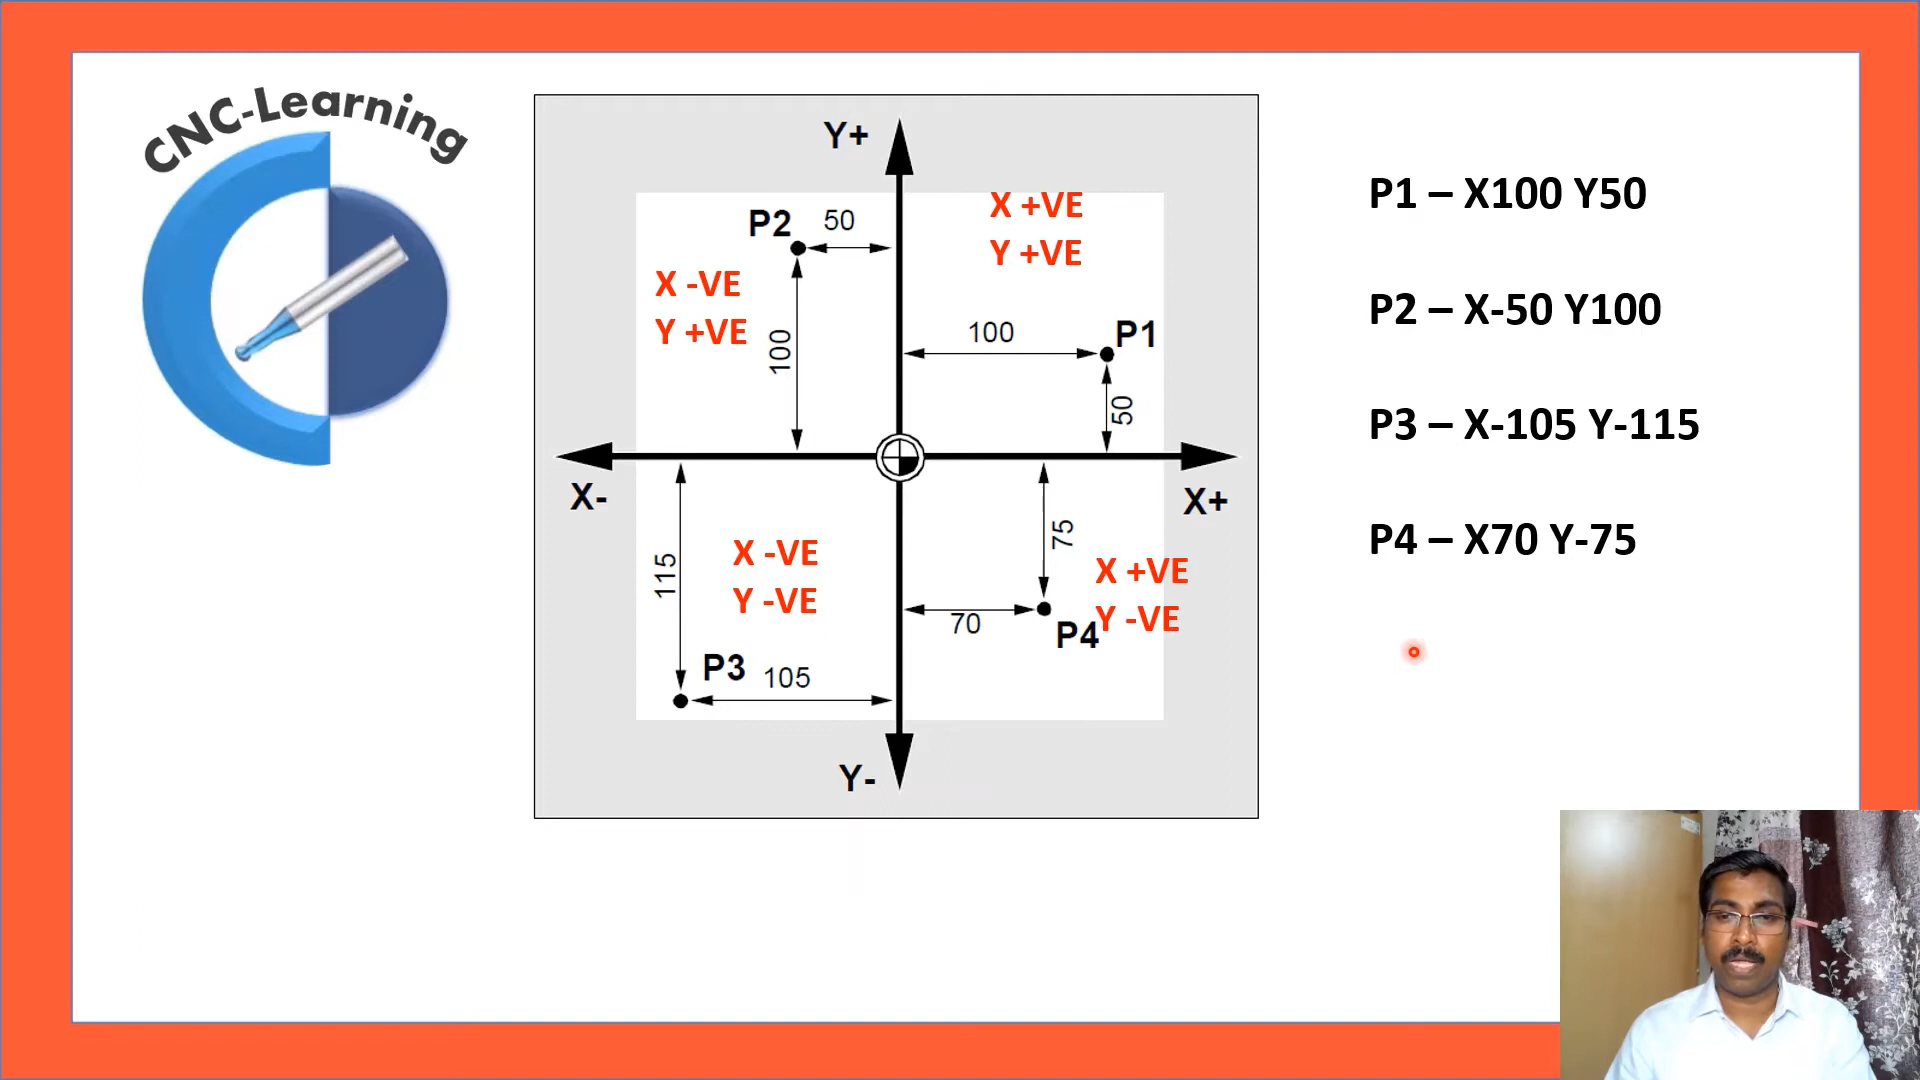 CNC-Learning
Y+
X +VE
Y +VE
P2
50
X -VE
Y +VE
100
100
P1
50
X-
X+
115
X -VE
Y -VE
75
X +VE
Y -VE
70
P4
P3
105
Y-
P1 – X100 Y50
P2 – X-50 Y100
P3 – X-105 Y-115
P4 – X70 Y-75